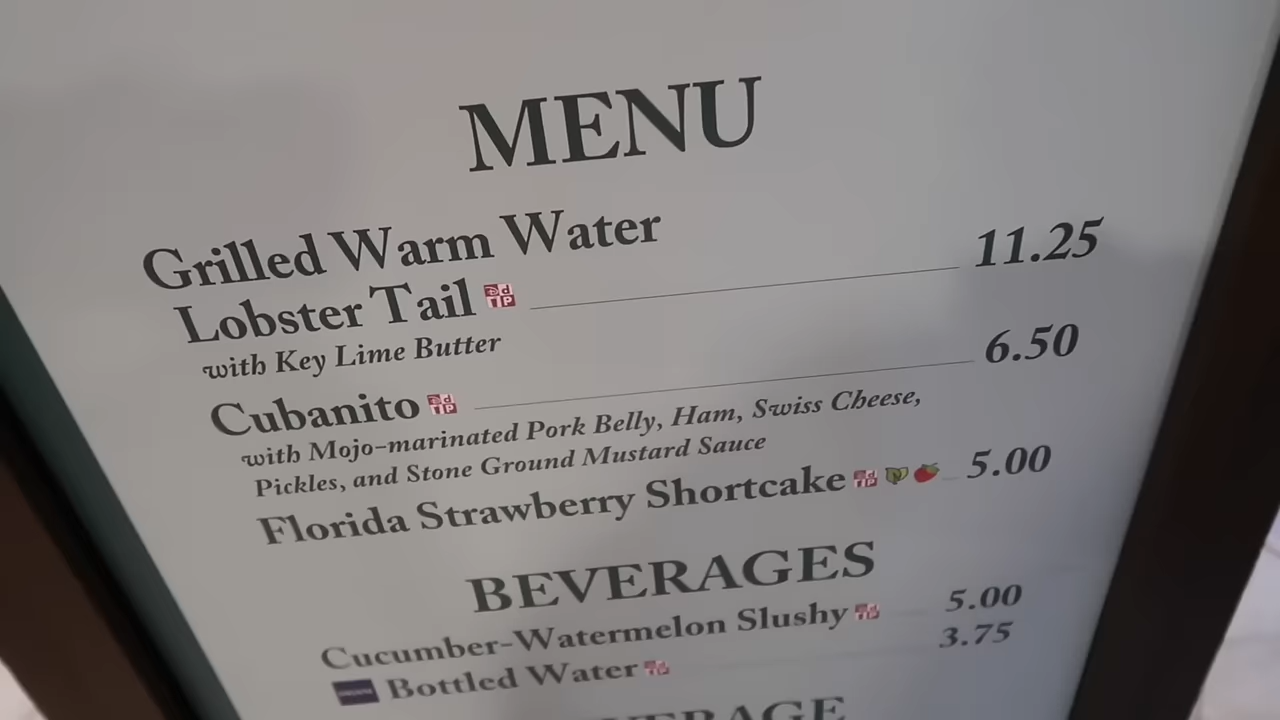 MENU
Grilled Warm Water
Lobster Tail 11.25
with Key Lime Butter
Cubanito 6.50
with Mojo-marinated Pork Belly, Ham, Swiss Cheese,
Pickles, and Stone Ground Mustard Sauce
Florida Strawberry Shortcake 5.00
BEVERAGES
Cucumber-Watermelon Slushy 5.00
Bottled Water 3.75